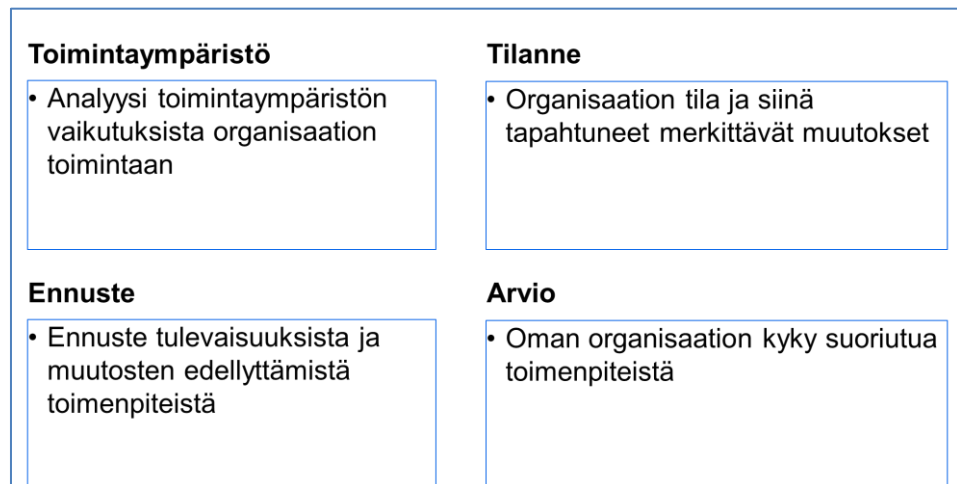 Toimintaympäristö
• Analyysi toimintaympäristön
vaikutuksista organisaation
toimintaan
Tilanne
• Organisaation tila ja siinä
tapahtuneet merkittävät muutokset
Ennuste
• Ennuste tulevaisuuksista ja
muutosten edellyttämistä
toimenpiteistä
Arvio
• Oman organisaation kyky suoriutua
toimenpiteistä